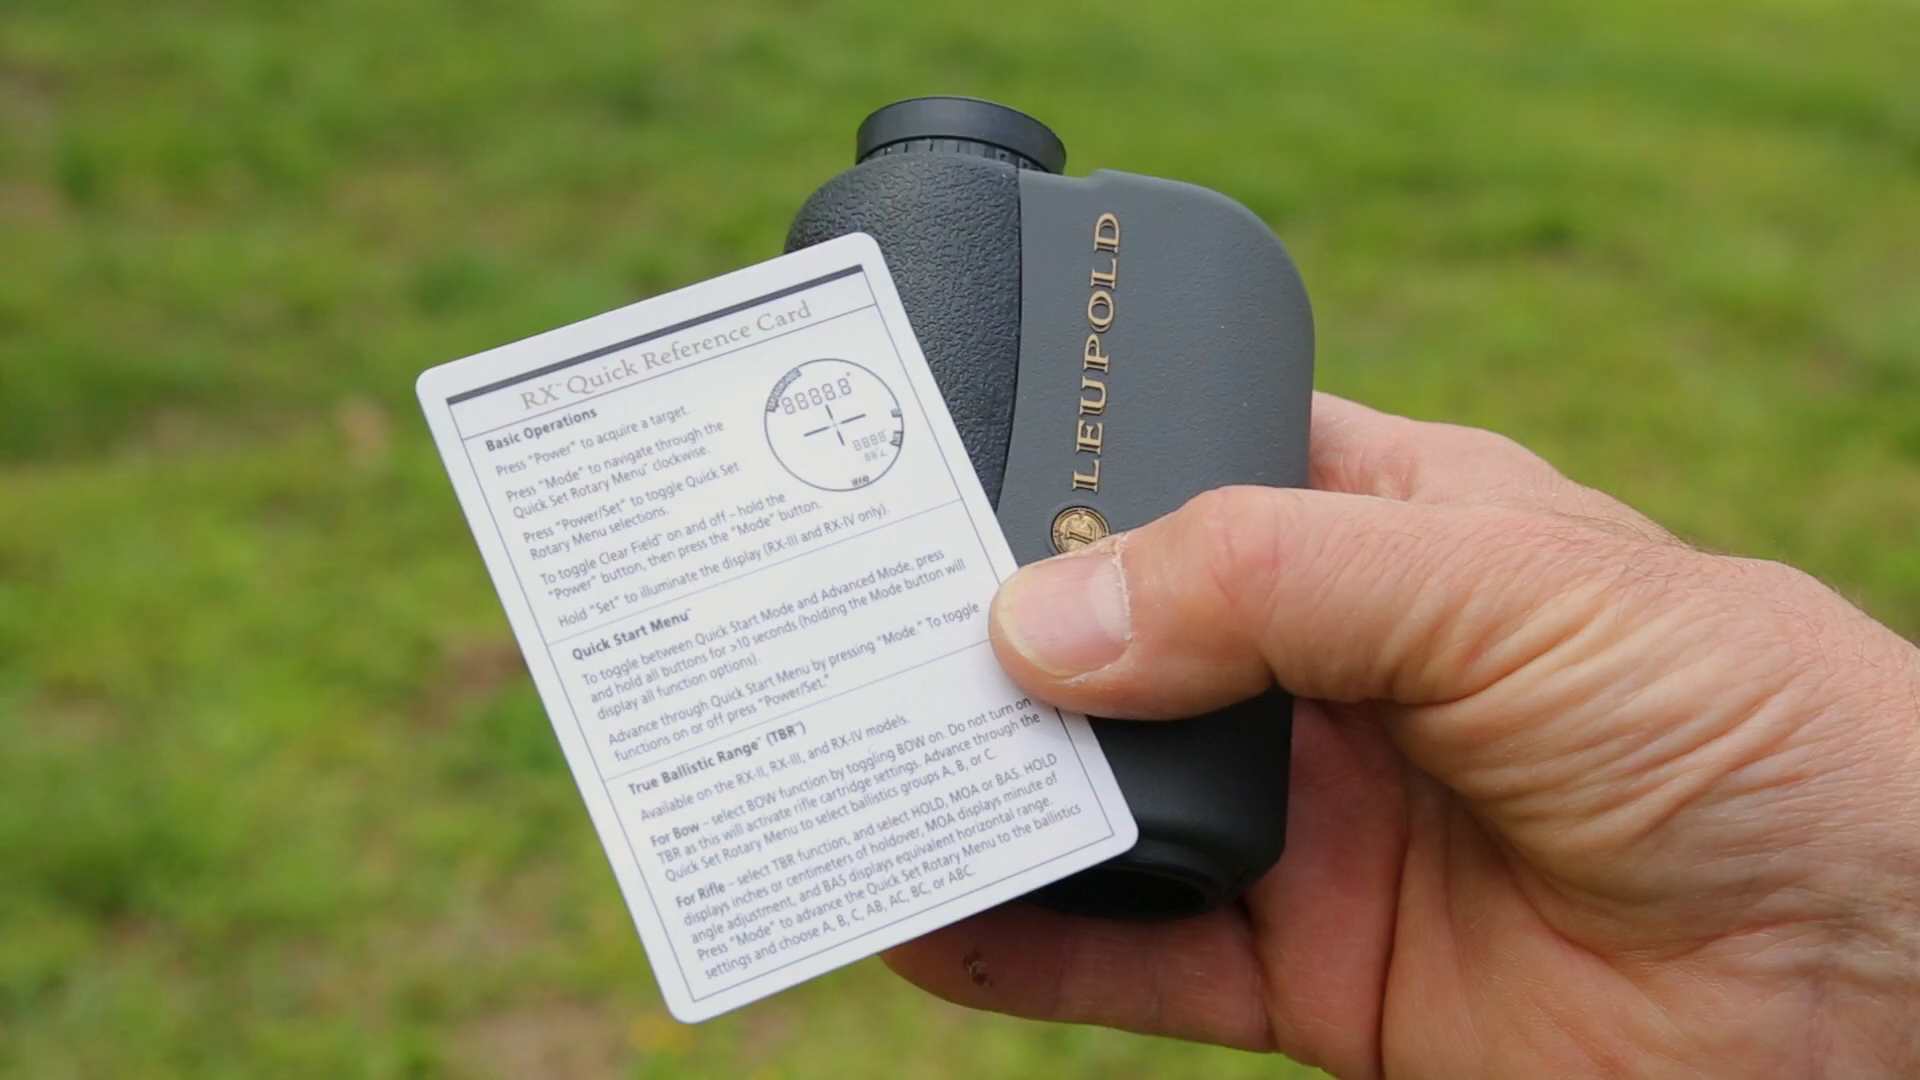 RX™ Quick Reference Card
Basic Operations
Press "Power" to acquire a target.
Press "Mode" to navigate through the
Quick Set Rotary Menu™ clockwise.
Press "Power/Set" to toggle Quick Set
Rotary Menu selections.
To toggle Clear Field™ on and off – hold the
"Power" button, then press the "Mode" button.
Hold "Set" to illuminate the display (RX-III and RX-IV only).
8888.8
8888
Quick Start Menu™
To toggle between Quick Start Mode and Advanced Mode, press
and hold all buttons for >10 seconds (holding the Mode button will
display all function options).
Advance through Quick Start Menu by pressing "Mode." To toggle
functions on or off press "Power/Set."
True Ballistic Range™ (TBR™)
Available on the RX-II, RX-III, and RX-IV models.
For Bow – select BOW function by toggling BOW on. Do not turn on
TBR as this will activate rifle cartridge settings. Advance through the
Quick Set Rotary Menu to select ballistics groups A, B, or C.
For Rifle – select TBR function, and select HOLD, MOA or BAS. HOLD
displays inches or centimeters of holdover, MOA displays minute of
angle adjustment, and BAS displays equivalent horizontal range.
Press "Mode" to advance the Quick Set Rotary Menu to the ballistics
settings and choose A, B, C, AB, AC, BC, or ABC.
LEUPOLD
L